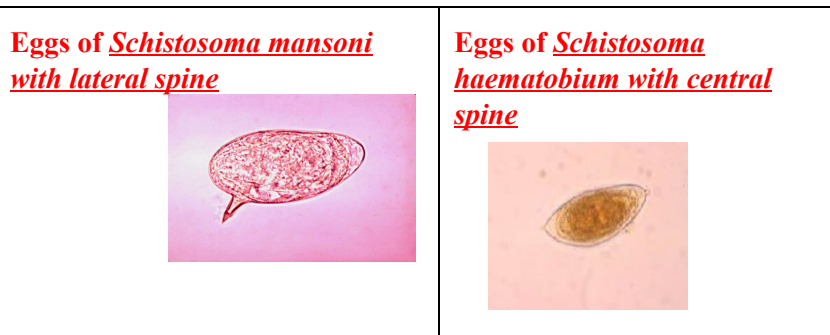 Eggs of Schistosoma mansoni
with lateral spine
Eggs of Schistosoma
haematobium with central
spine